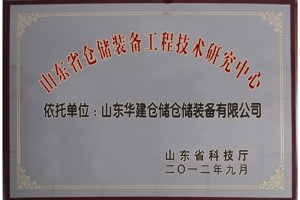 山东省仓储装备工程技术研究中心
依托单位：山东华建仓储仓储装备有限公司
山东省科技厅
二〇一二年九月